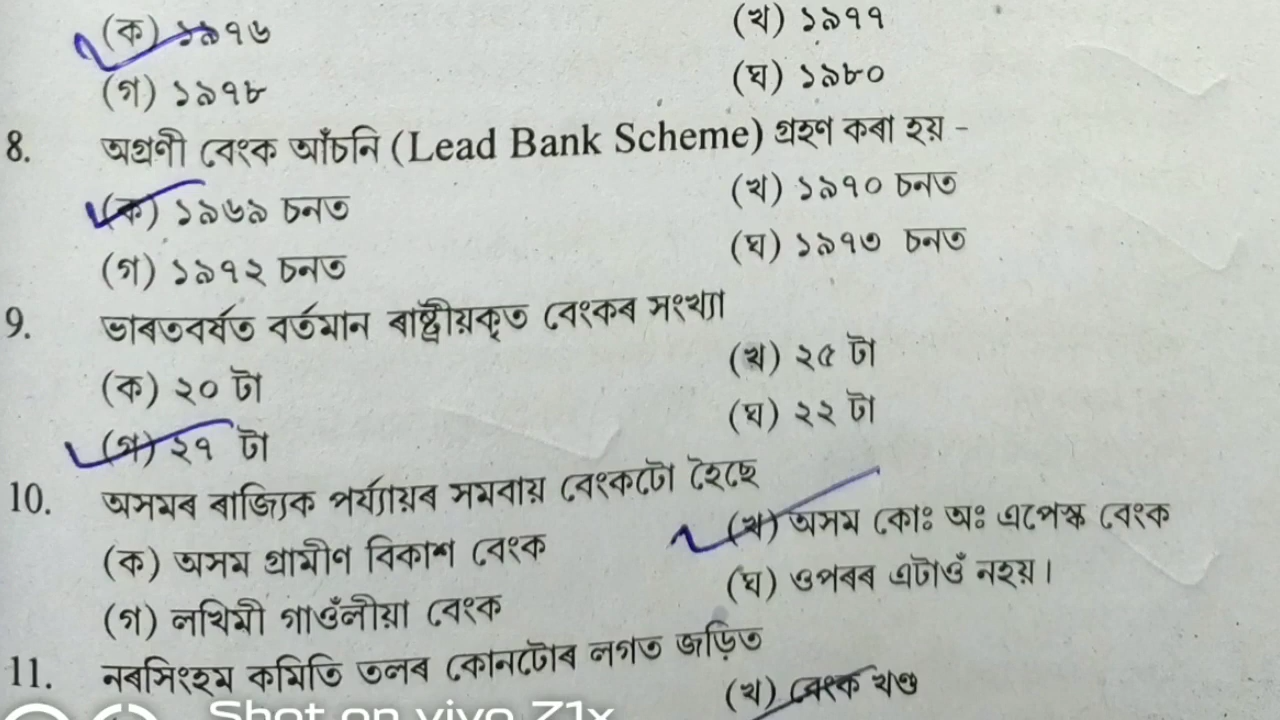 (ক) ১৯৭৬ (খ) ১৯৭৭
(গ) ১৯৭৮ (ঘ) ১৯৮০
8. অগ্ৰণী বেংক আঁচনি (Lead Bank Scheme) গ্ৰহণ কৰা হয় -
(ক) ১৯৬৯ চনত (খ) ১৯৭০ চনত
(গ) ১৯৭২ চনত (ঘ) ১৯৭৩ চনত
9. ভাৰতবৰ্ষত বৰ্তমান ৰাষ্ট্ৰীয়কৃত বেংকৰ সংখ্যা
(ক) ২০ টা (খ) ২৫ টা
(গ) ২৭ টা (ঘ) ২২ টা
10. অসমৰ ৰাজ্যিক পৰ্য্যায়ৰ সমবায় বেংকটো হৈছে
(ক) অসম গ্ৰামীণ বিকাশ বেংক (খ) অসম কোঃ অঃ এপেস্ক বেংক
(গ) লখিমী গাওঁলীয়া বেংক (ঘ) ওপৰৰ এটাওঁ নহয়।
11. নৰসিংহম কমিতি তলৰ কোনটোৰ লগত জড়িত
(খ) বেংক খণ্ড
Shot on vivo Z1x